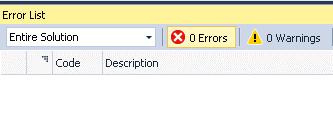 Error List
Entire Solution 0 Errors 0 Warnings
Code Description